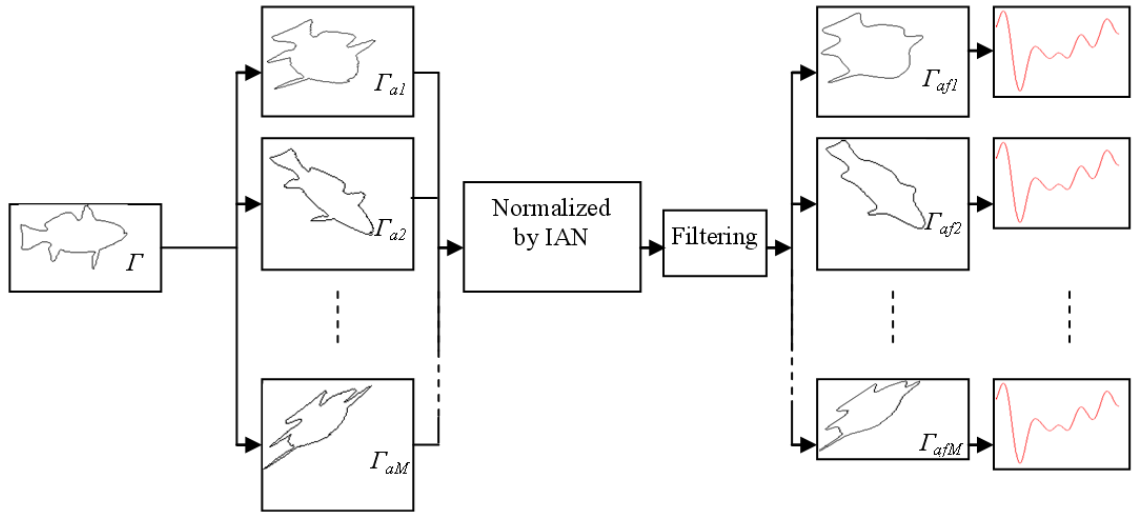 Γ
Γa1
Γa2
ΓaM
Normalized
by IAN
Filtering
Γaf1
Γaf2
ΓafM